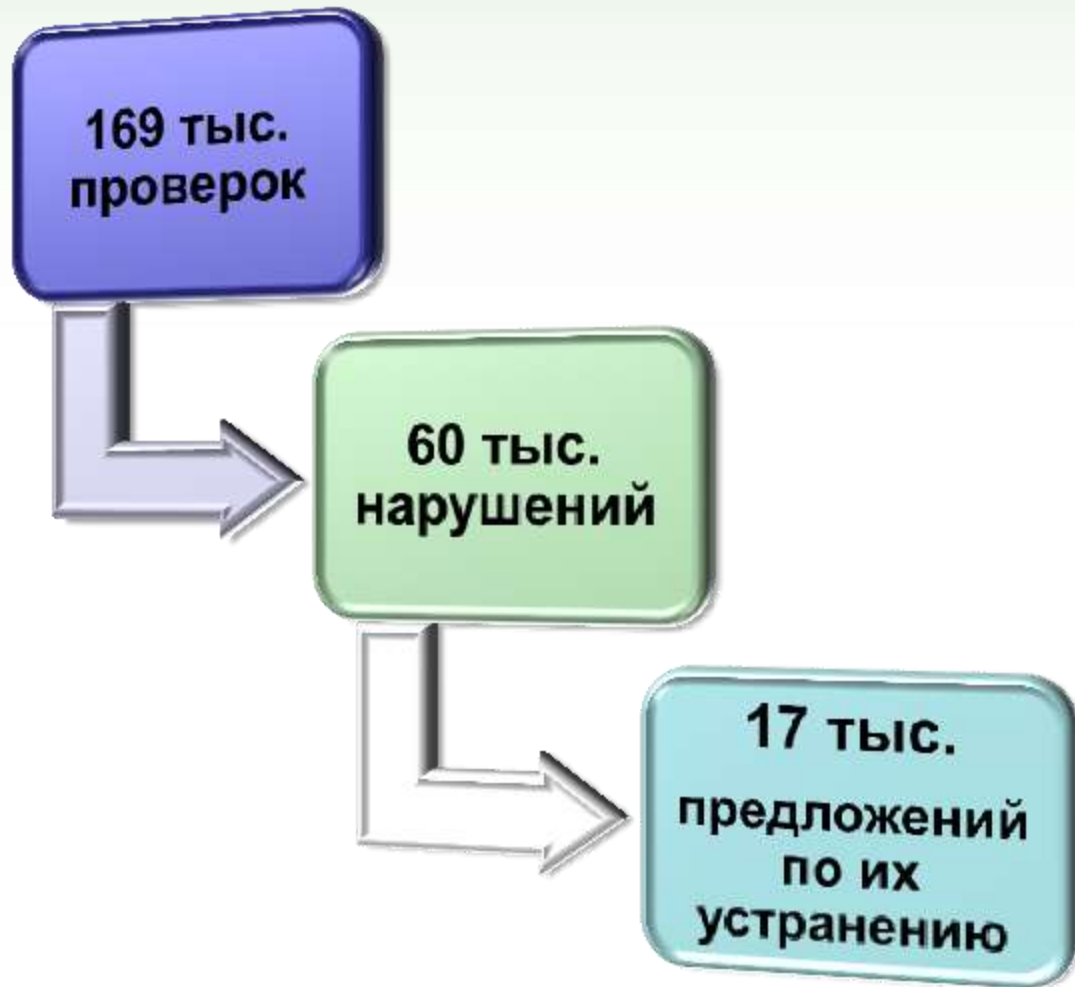 169 тыс.
проверок
60 тыс.
нарушений
17 тыс.
предложений
по их
устранению